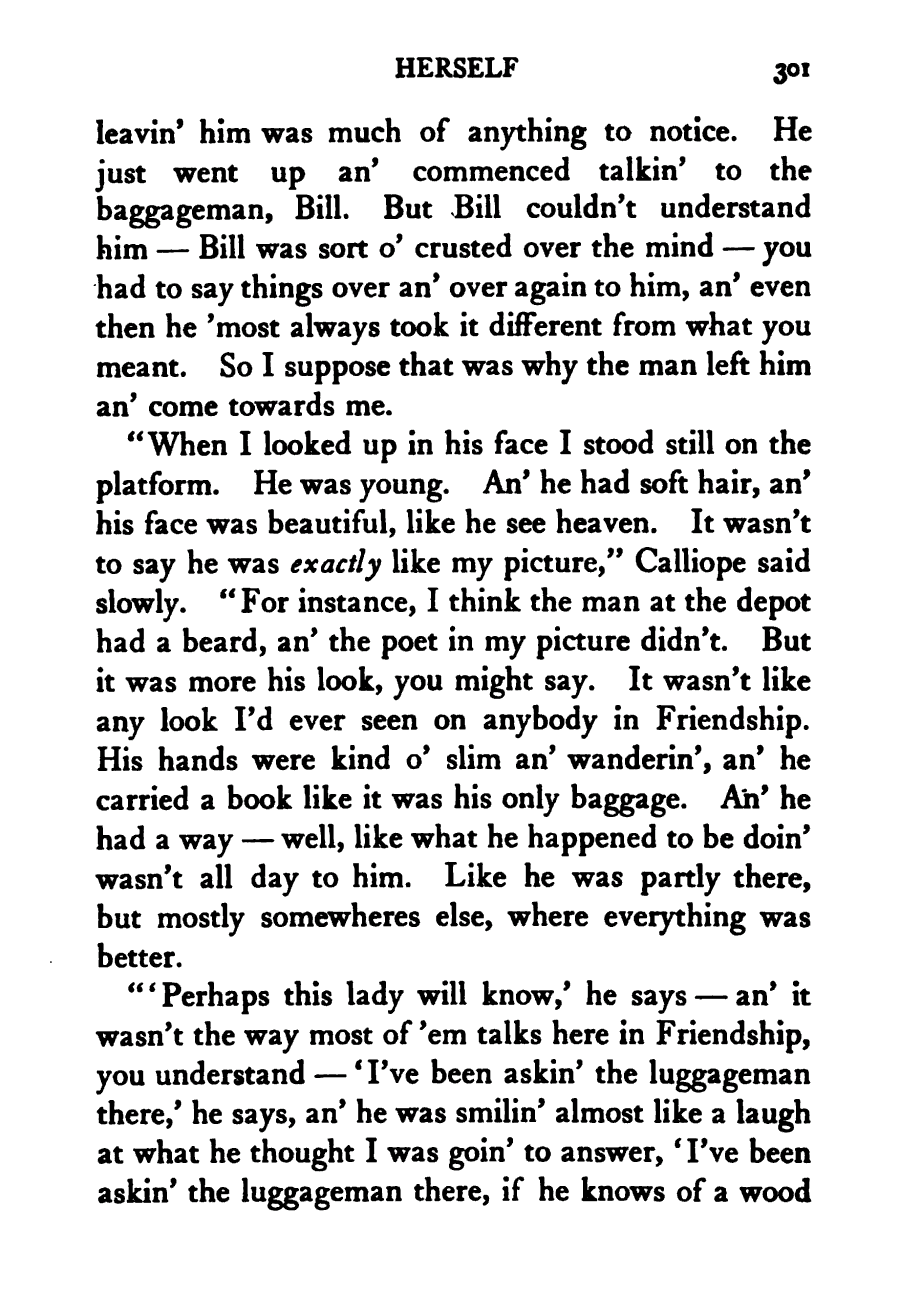 HERSELF 301
leavin' him was much of anything to notice. He
just went up an' commenced talkin' to the
baggageman, Bill. But Bill couldn't understand
him — Bill was sort o' crusted over the mind — you
had to say things over an' over again to him, an' even
then he 'most always took it different from what you
meant. So I suppose that was why the man left him
an' come towards me.
"When I looked up in his face I stood still on the
platform. He was young. An' he had soft hair, an'
his face was beautiful, like he see heaven. It wasn't
to say he was exactly like my picture," Calliope said
slowly. "For instance, I think the man at the depot
had a beard, an' the poet in my picture didn't. But
it was more his look, you might say. It wasn't like
any look I'd ever seen on anybody in Friendship.
His hands were kind o' slim an' wanderin', an' he
carried a book like it was his only baggage. An' he
had a way — well, like what he happened to be doin'
wasn't all day to him. Like he was partly there,
but mostly somewheres else, where everything was
better.
"'Perhaps this lady will know,' he says — an' it
wasn't the way most of 'em talks here in Friendship,
you understand — 'I've been askin' the luggageman
there,' he says, an' he was smilin' almost like a laugh
at what he thought I was goin' to answer, 'I've been
askin' the luggageman there, if he knows of a wood